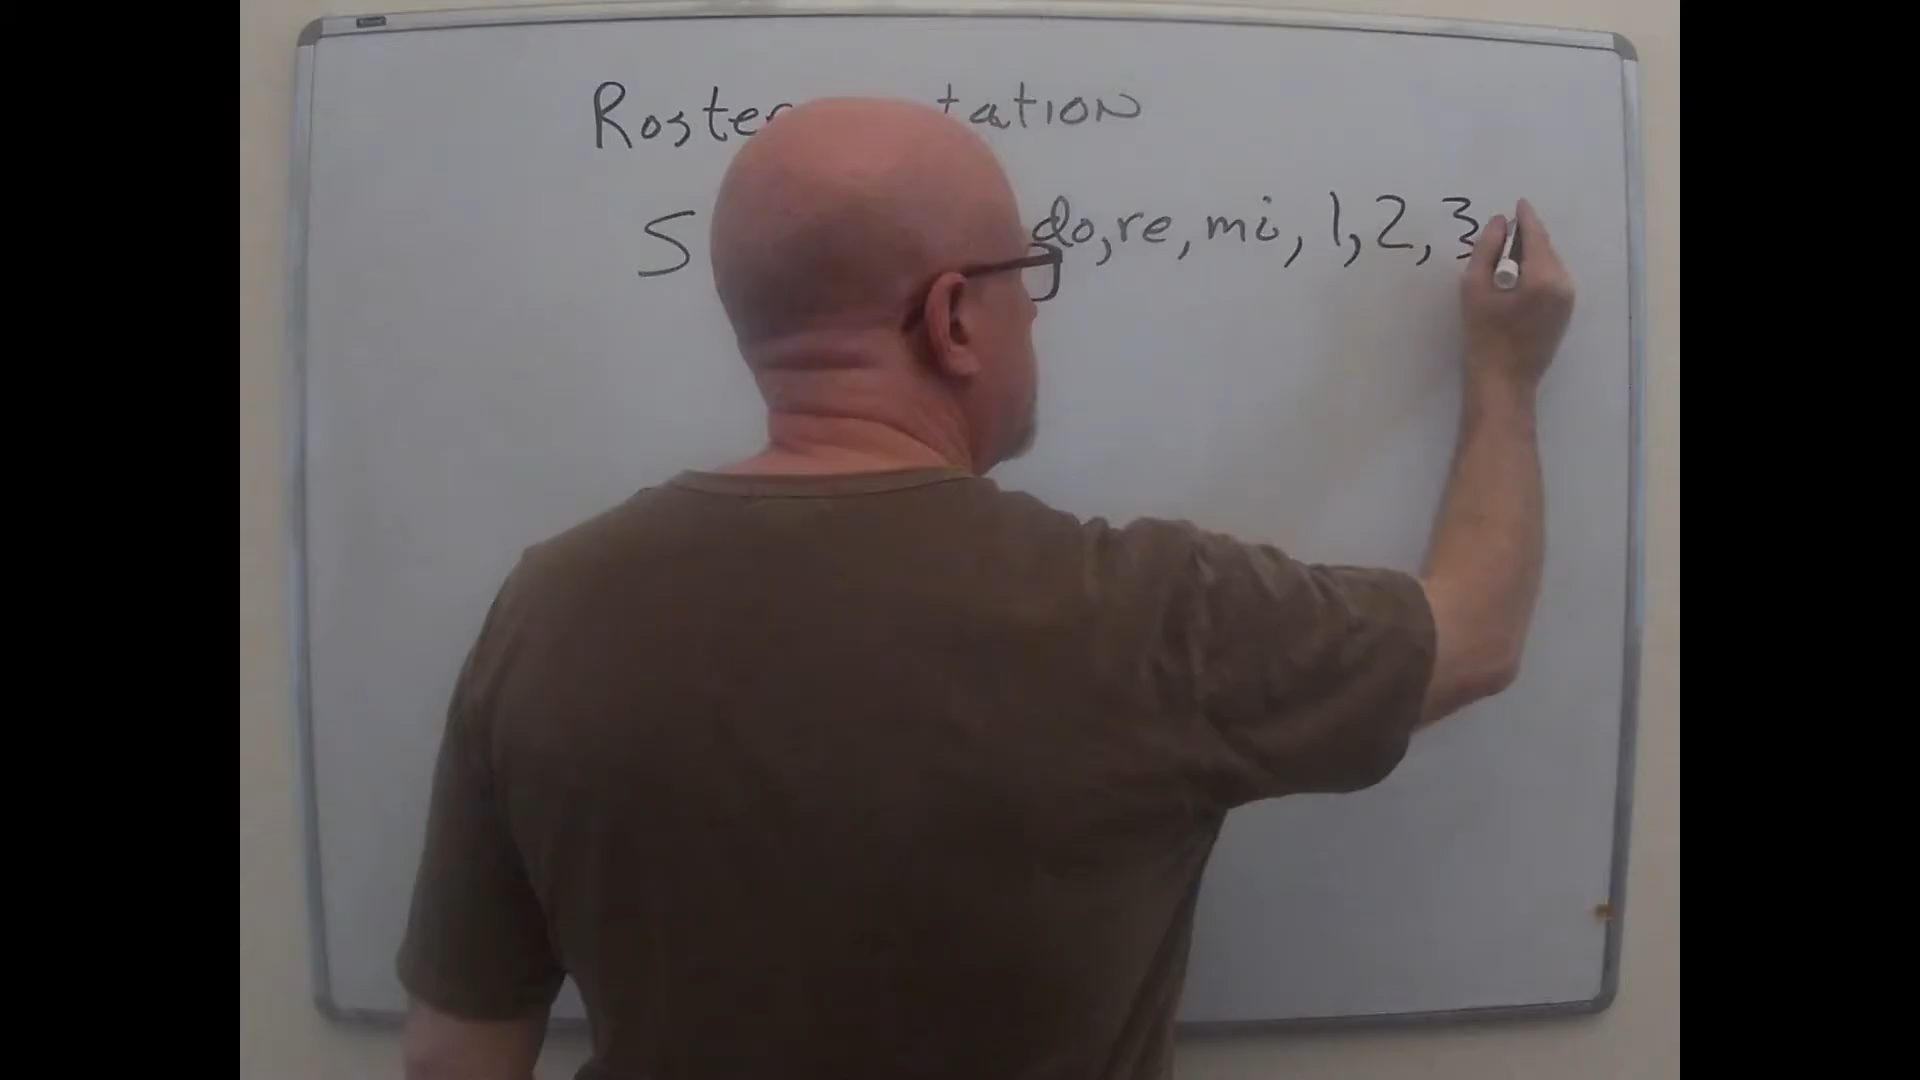 Roster tation
S do, re, mi, 1, 2, 3